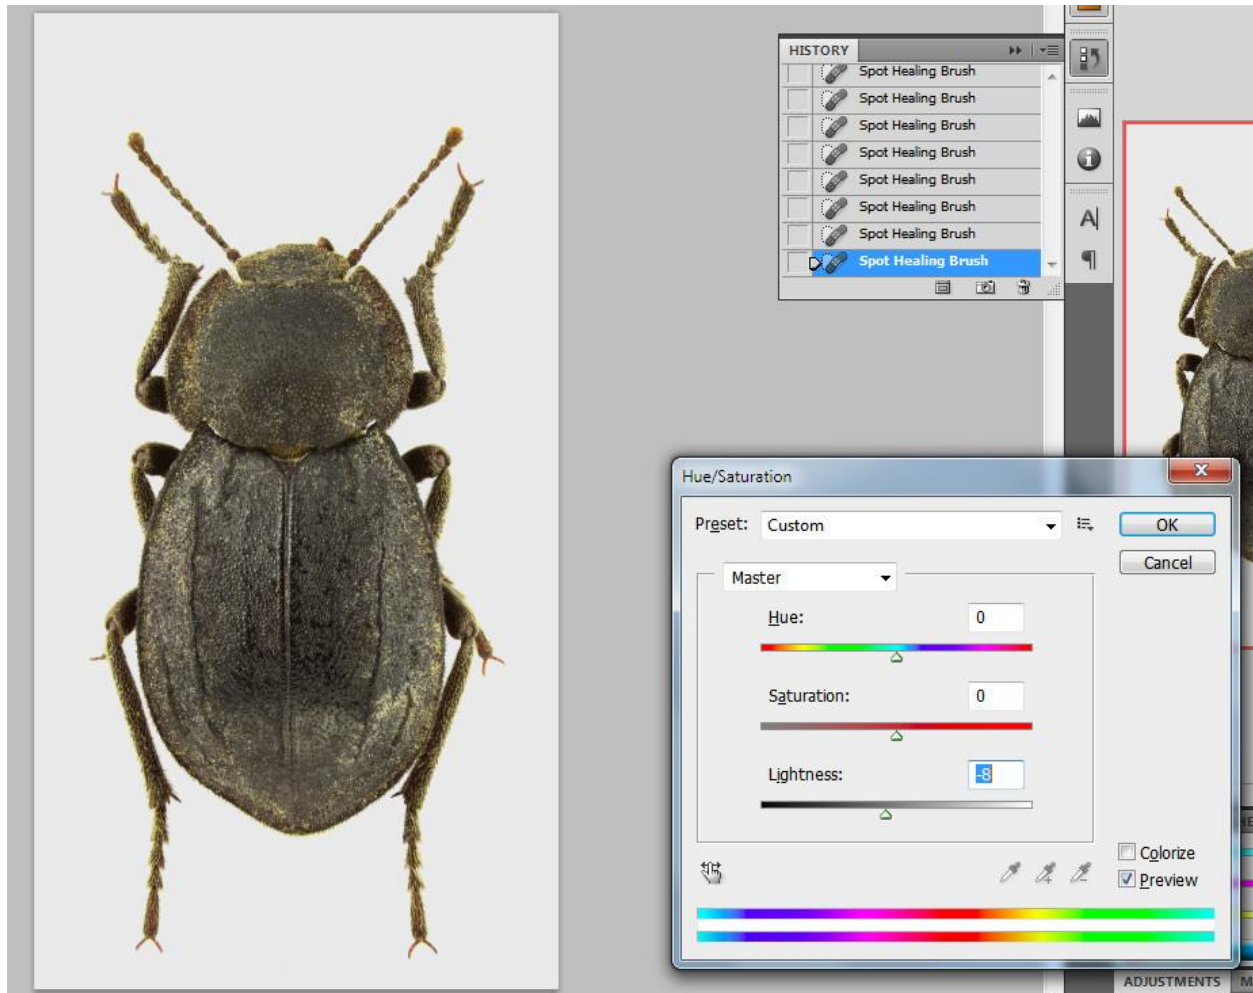 HISTORY
Spot Healing Brush
Spot Healing Brush
Spot Healing Brush
Spot Healing Brush
Spot Healing Brush
Spot Healing Brush
Spot Healing Brush
Spot Healing Brush
A
Hue/Saturation
Preset: Custom
OK
Cancel
Master
Hue: 0
Saturation: 0
Lightness: -8
Colorize
Preview
ADJUSTMENTS